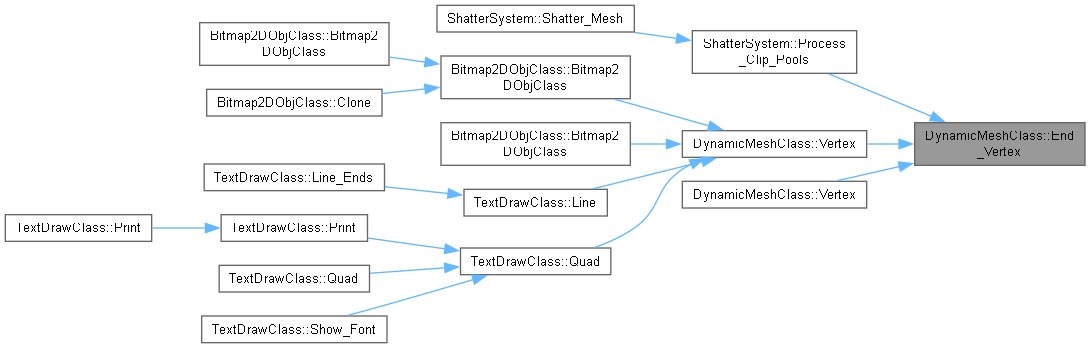 ShatterSystem::Shatter_Mesh
Bitmap2DObjClass::Bitmap2
DObjClass
ShatterSystem::Process
_Clip_Pools
Bitmap2DObjClass::Bitmap2
DObjClass
Bitmap2DObjClass::Clone
DynamicMeshClass::End
_Vertex
Bitmap2DObjClass::Bitmap2
DObjClass
DynamicMeshClass::Vertex
TextDrawClass::Line_Ends
TextDrawClass::Line
DynamicMeshClass::Vertex
TextDrawClass::Print
TextDrawClass::Print
TextDrawClass::Quad
TextDrawClass::Quad
TextDrawClass::Show_Font